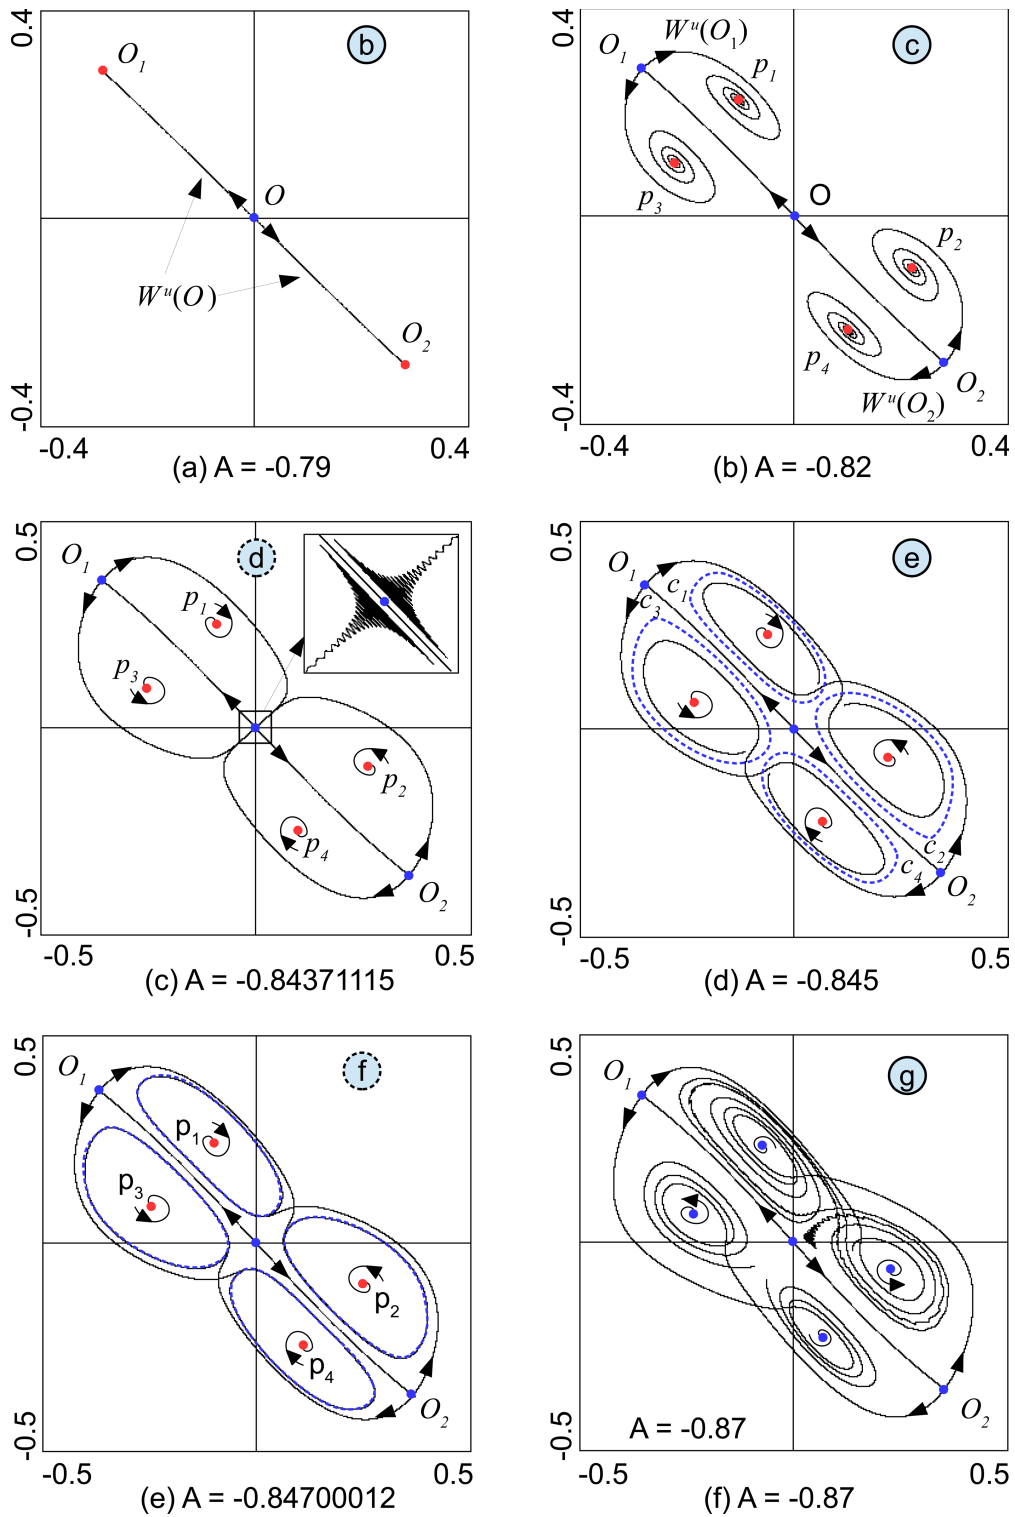 0.4
b
O1
O
W^u(O)
O2
-0.4
-0.4
0.4
(a) A = -0.79
0.4
c
W^u(O1)
O1
p1
p3
O
p2
p4
O2
W^u(O2)
-0.4
-0.4
0.4
(b) A = -0.82
0.5
d
O1
p1
p3
p2
p4
O2
-0.5
-0.5
0.5
(c) A = -0.84371115
0.5
e
O1
c1
c3
c2
c4
O2
-0.5
-0.5
0.5
(d) A = -0.845
0.5
f
O1
p1
p3
p2
p4
O2
-0.5
-0.5
0.5
(e) A = -0.84700012
0.5
g
O1
O2
A = -0.87
-0.5
-0.5
0.5
(f) A = -0.87